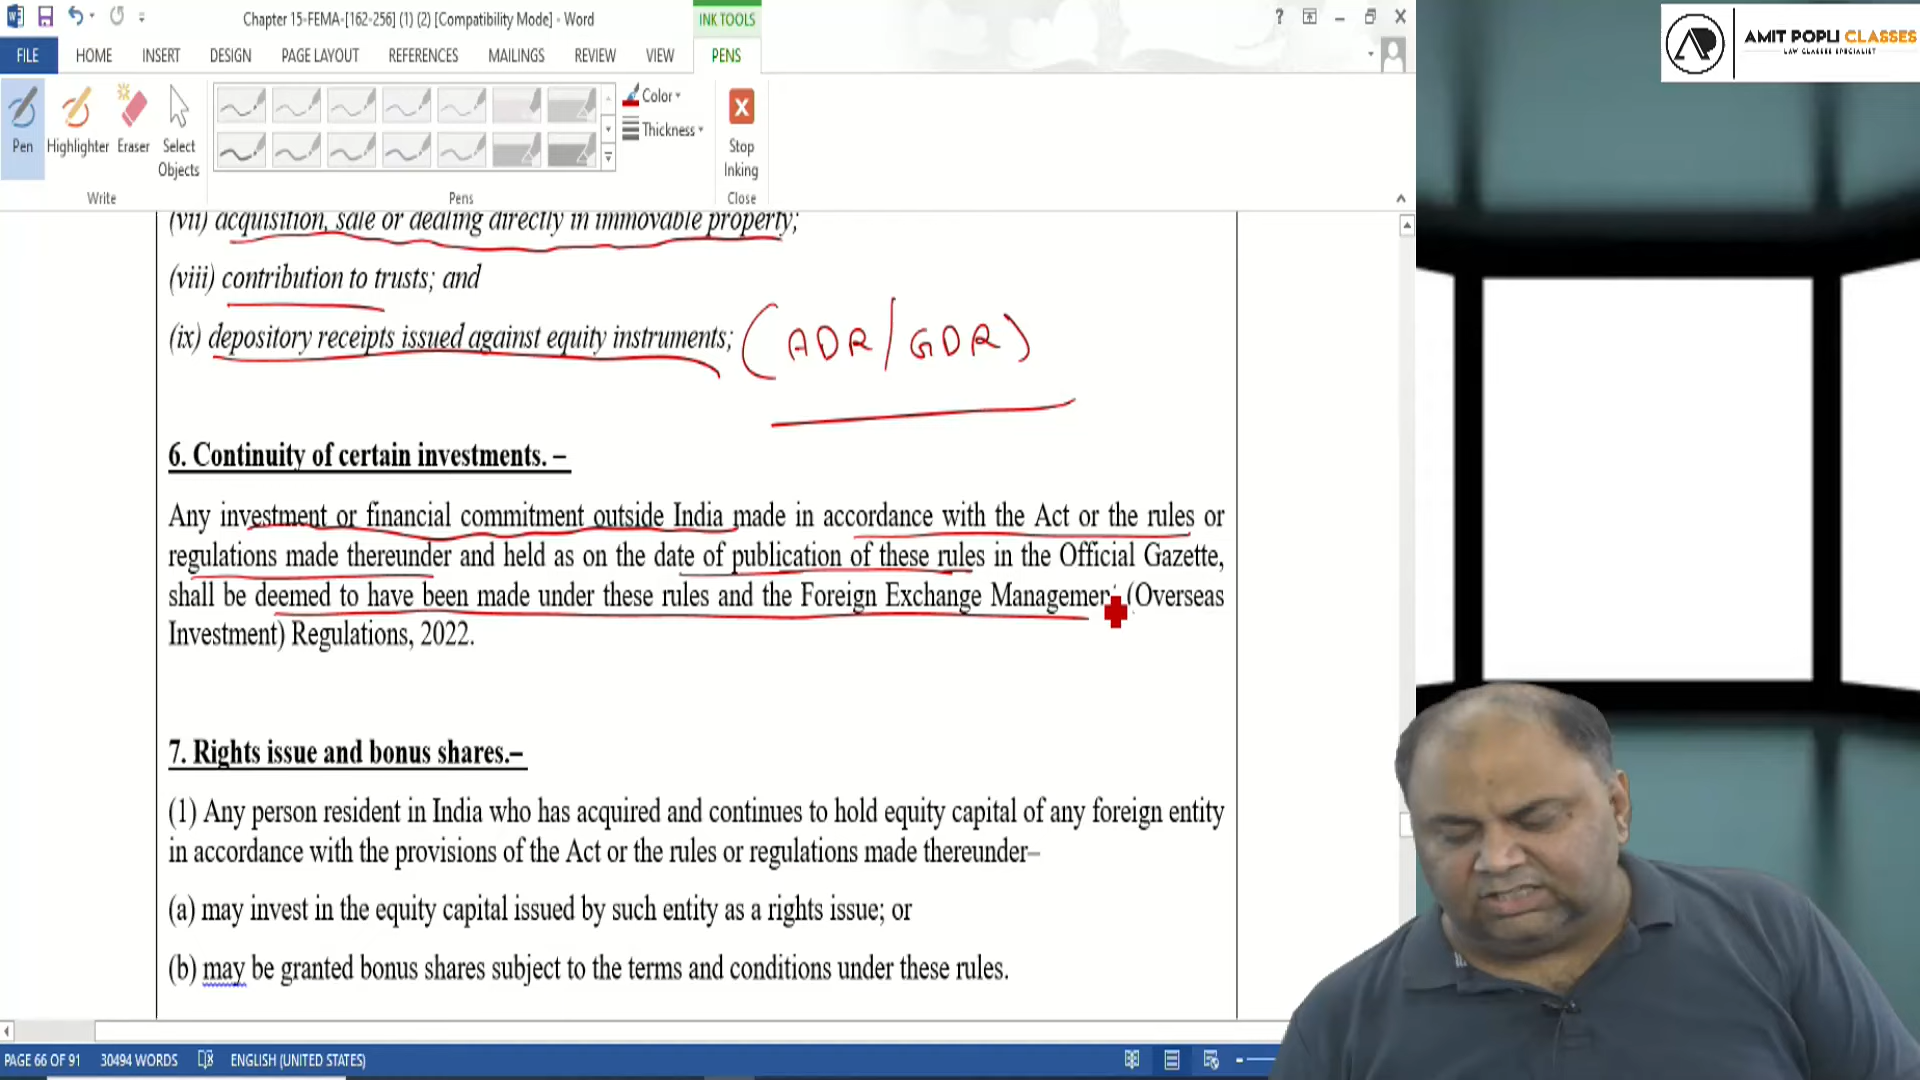 Chapter 15-FEMA-[162-256] (1) (2) [Compatibility Mode] - Word
INK TOOLS
?
FILE HOME INSERT DESIGN PAGE LAYOUT REFERENCES MAILINGS REVIEW VIEW PENS
AMIT POPLI CLASSES
LAW CLASSES SPECIALIST
Pen Highlighter Eraser Select Objects
Color
Thickness
Stop Inking
Write Pens Close
(vii) acquisition, sale or dealing directly in immovable property;
(viii) contribution to trusts; and
(ix) depository receipts issued against equity instruments; (ADR/GDR)
6. Continuity of certain investments. –
Any investment or financial commitment outside India made in accordance with the Act or the rules or
regulations made thereunder and held as on the date of publication of these rules in the Official Gazette,
shall be deemed to have been made under these rules and the Foreign Exchange Managemen (Overseas
Investment) Regulations, 2022.
7. Rights issue and bonus shares.–
(1) Any person resident in India who has acquired and continues to hold equity capital of any foreign entity
in accordance with the provisions of the Act or the rules or regulations made thereunder–
(a) may invest in the equity capital issued by such entity as a rights issue; or
(b) may be granted bonus shares subject to the terms and conditions under these rules.
PAGE 66 OF 91 30494 WORDS ENGLISH (UNITED STATES)